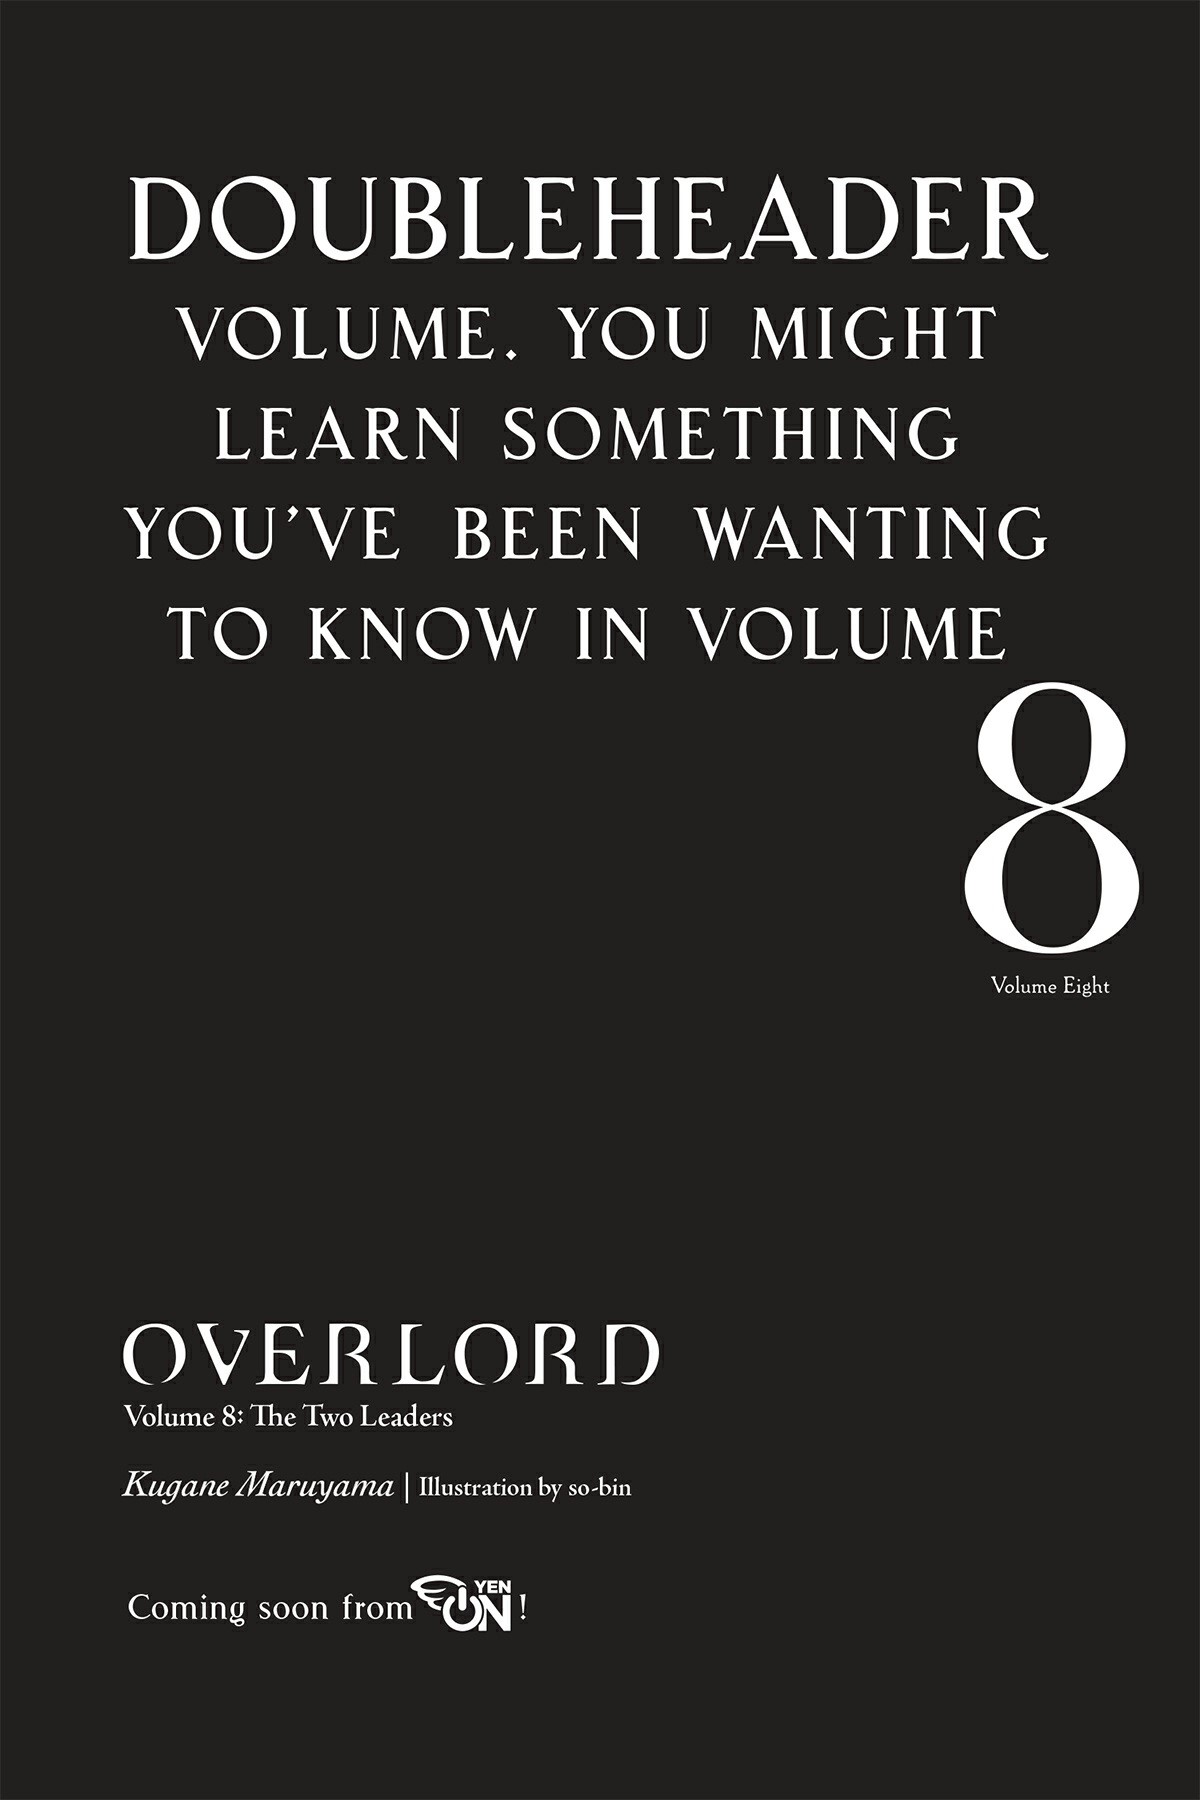 DOUBLEHEADER
VOLUME. YOU MIGHT
LEARN SOMETHING
YOU'VE BEEN WANTING
TO KNOW IN VOLUME
8
Volume Eight
OVERLORD
Volume 8: The Two Leaders
Kugane Maruyama | Illustration by so-bin
Coming soon from YEN ON!